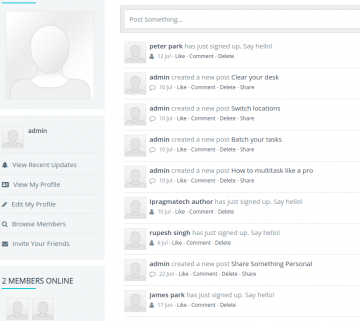 Post Something...
peter park has just signed up. Say hello!
12 Jul - Like - Comment - Delete
admin created a new post Clear your desk
10 Jul - Like - Comment - Delete - Share
admin created a new post Switch locations
10 Jul - Like - Comment - Delete - Share
admin created a new post Batch your tasks
10 Jul - Like - Comment - Delete - Share
admin created a new post How to multitask like a pro
10 Jul - Like - Comment - Delete - Share
ipragmatech author has just signed up. Say hello!
10 Jul - Like - Comment - Delete
rupesh singh has just signed up. Say hello!
6 Jul - Like - Comment - Delete
admin created a new post Share Something Personal
22 Jun - Like - Comment - Delete - Share
james park has just signed up. Say hello!
17 Jun - Like - Comment - Delete
admin
View Recent Updates
View My Profile
Edit My Profile
Browse Members
Invite Your Friends
2 MEMBERS ONLINE